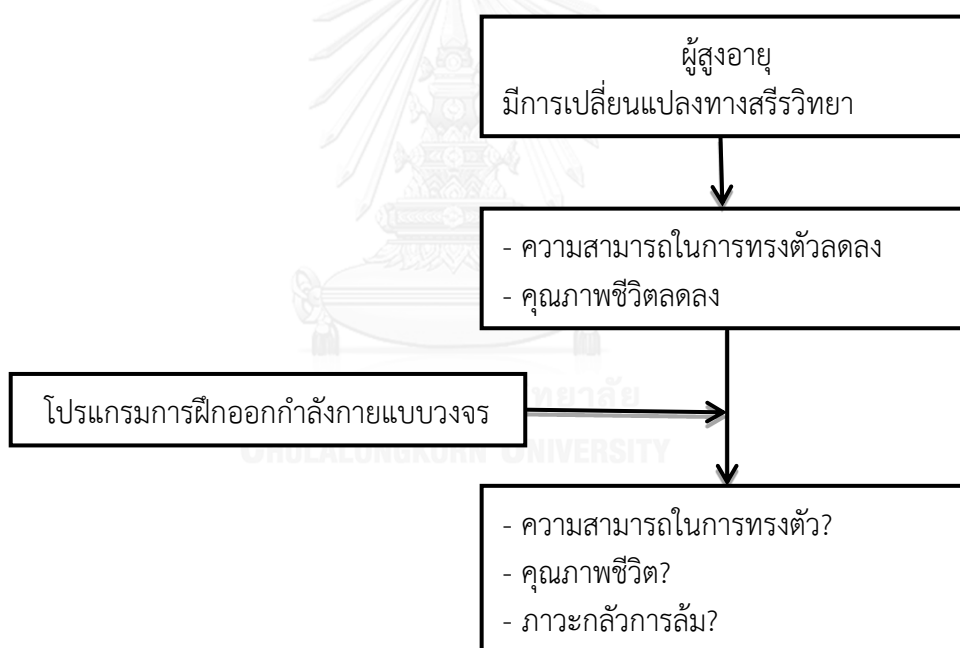 ผู้สูงอายุ
มีการเปลี่ยนแปลงทางสรีรวิทยา
- ความสามารถในการทรงตัวลดลง
- คุณภาพชีวิตลดลง
โปรแกรมการฝึกออกกำลังกายแบบวงจร
CHULALONGKORN UNIVERSITY
- ความสามารถในการทรงตัว?
- คุณภาพชีวิต?
- ภาวะกลัวการล้ม?